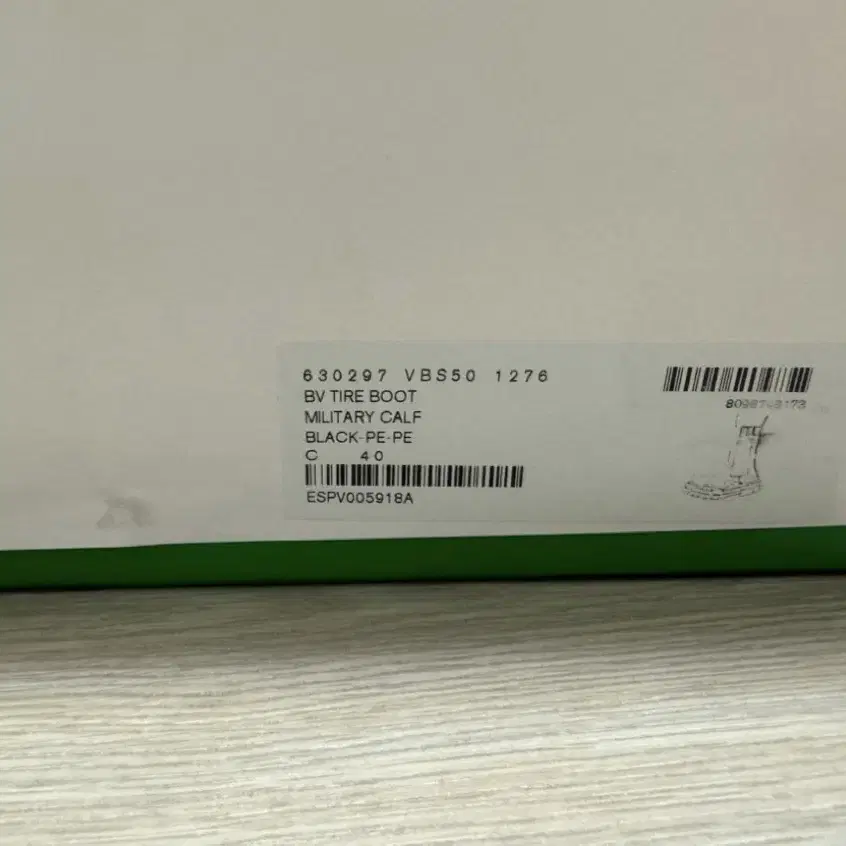 630297 VBS50 1276
BV TIRE BOOT
MILITARY CALF
BLACK-PE-PE
C 40
ESPV005918A